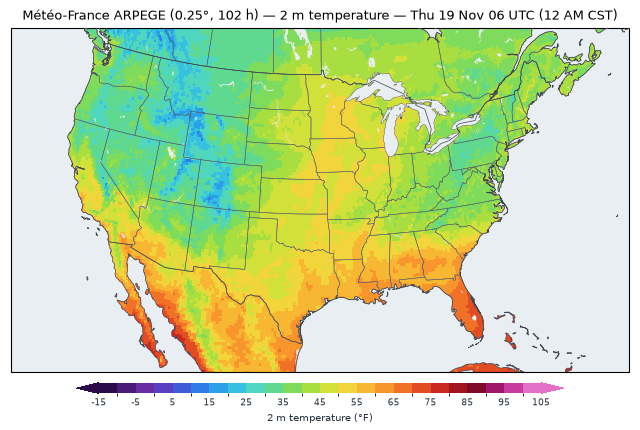 Météo-France ARPEGE (0.25°, 102 h) — 2 m temperature — Thu 19 Nov 06 UTC (12 AM CST)
-15 -5 5 15 25 35 45 55 65 75 85 95 105
2 m temperature (°F)